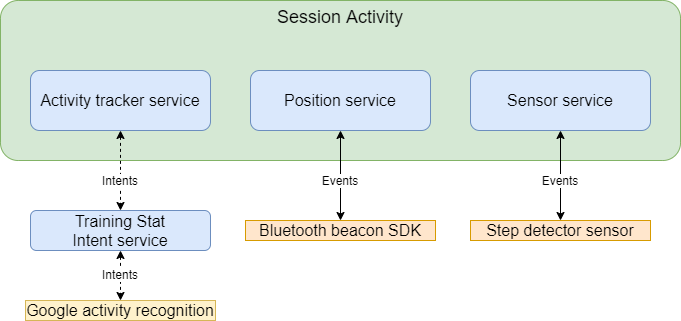 Session Activity
Activity tracker service
Position service
Sensor service
Intents
Events
Events
Training Stat
Intent service
Bluetooth beacon SDK
Step detector sensor
Intents
Google activity recognition